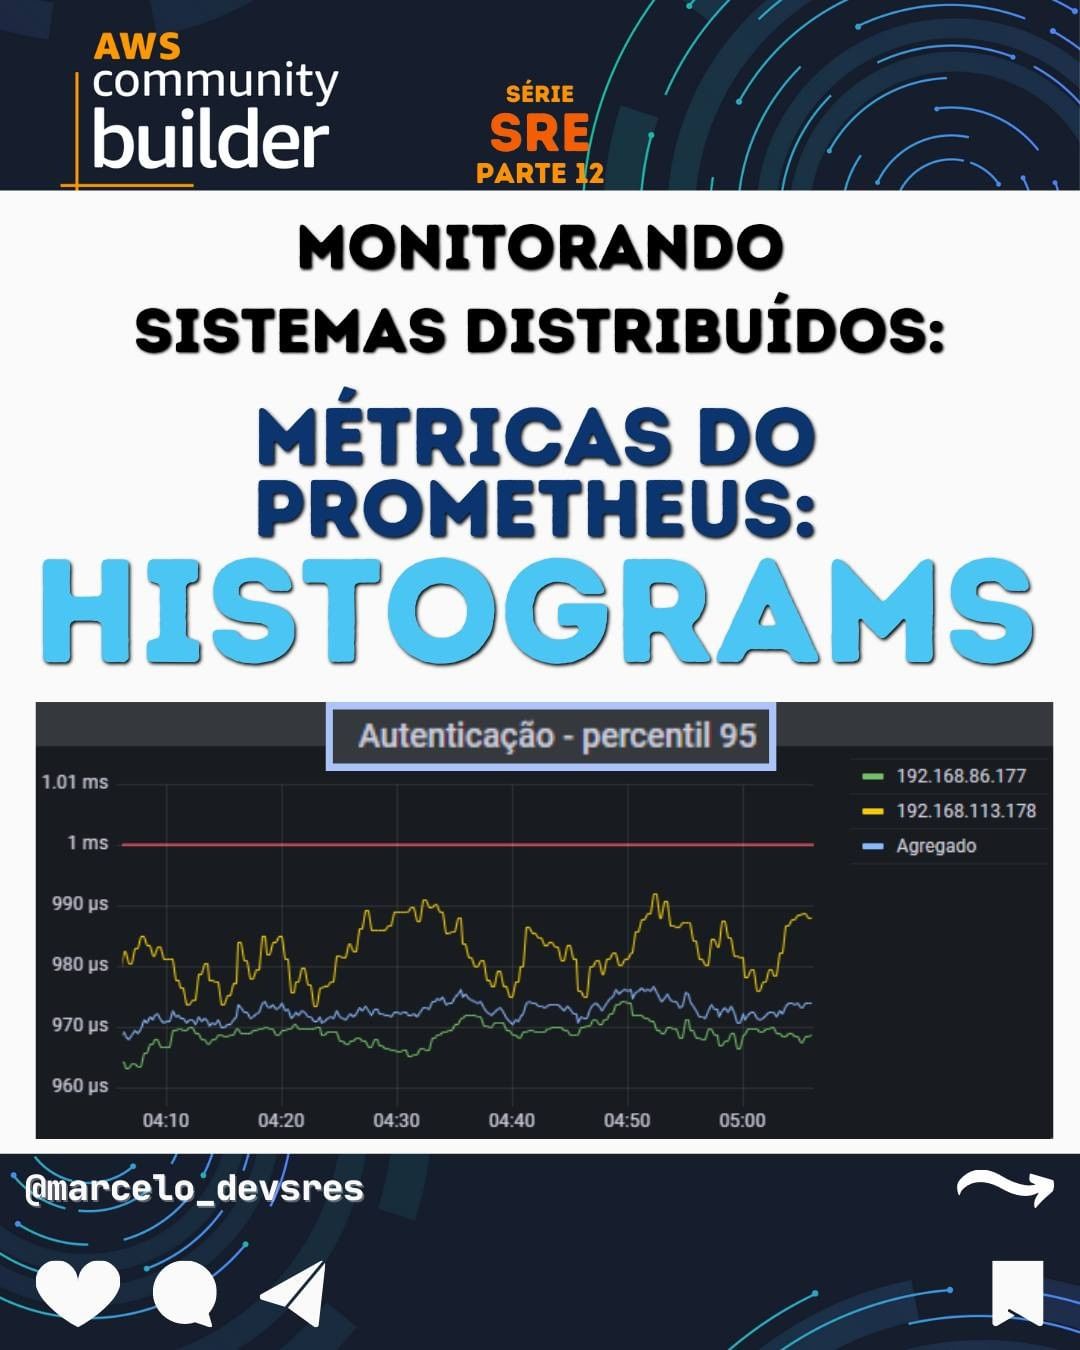 AWS
community
builder
SÉRIE
SRE
PARTE 12
MONITORANDO
SISTEMAS DISTRIBUÍDOS:
MÉTRICAS DO
PROMETHEUS:
HISTOGRAMS
Autenticação - percentil 95
1.01 ms
1 ms
990 µs
980 µs
970 µs
960 µs
04:10 04:20 04:30 04:40 04:50 05:00
192.168.86.177
192.168.113.178
Agregado
@marcelo_devsres